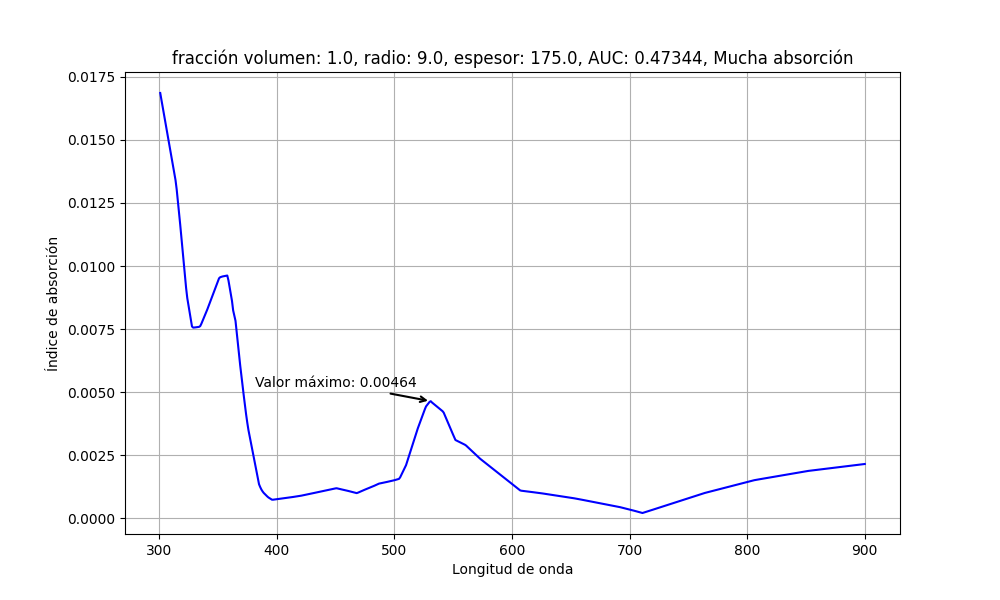 fracción volumen: 1.0, radio: 9.0, espesor: 175.0, AUC: 0.47344, Mucha absorción
0.0175
0.0150
0.0125
0.0100
0.0075
0.0050
0.0025
0.0000
Índice de absorción
Valor máximo: 0.00464
300 400 500 600 700 800 900
Longitud de onda